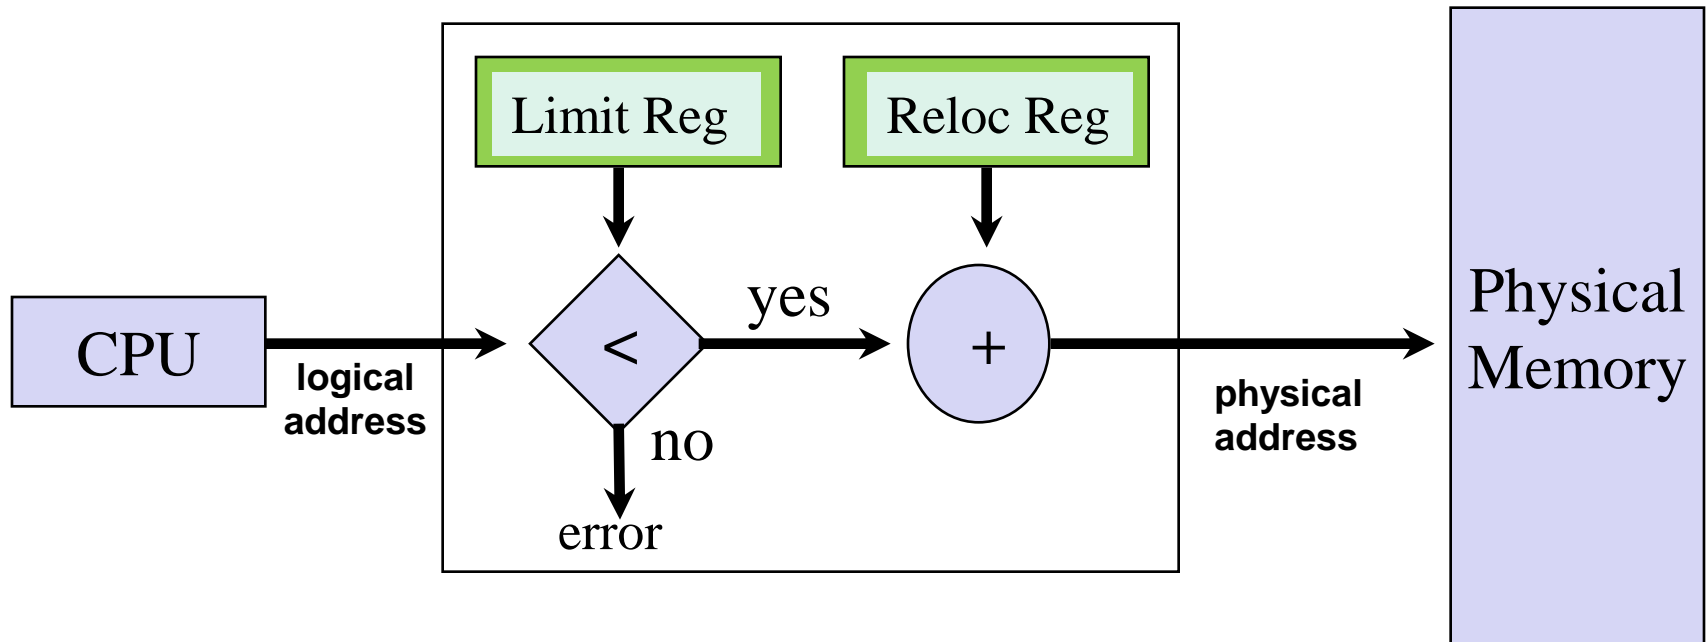 Limit Reg
Reloc Reg
CPU
logical
address
<
yes
+
no
error
physical
address
Physical
Memory